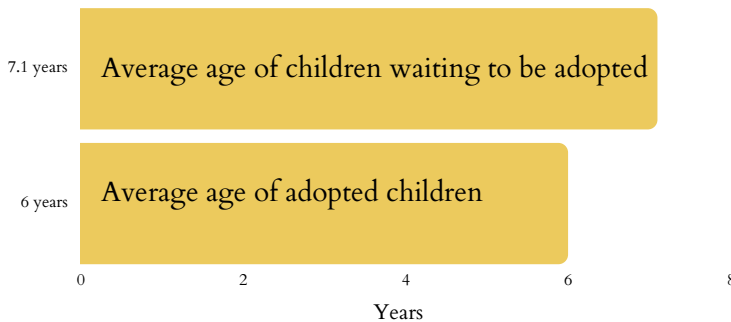 7.1 years
Average age of children waiting to be adopted
6 years
Average age of adopted children
0 2 4 6 8
Years